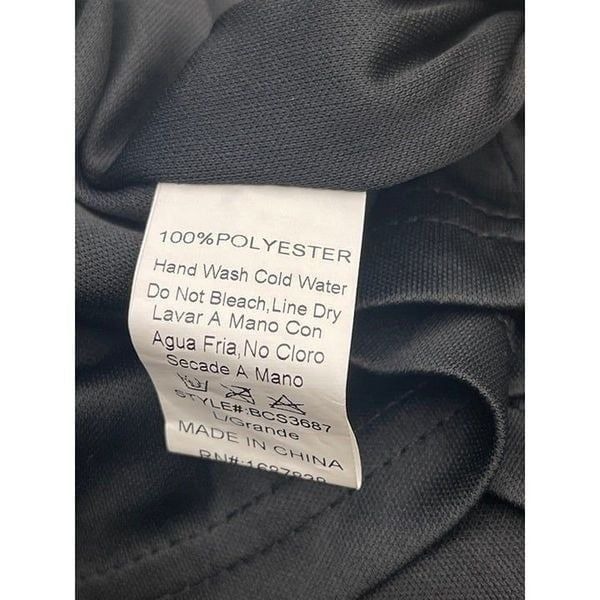 100%POLYESTER
Hand Wash Cold Water
Do Not Bleach,Line Dry
Lavar A Mano Con
Agua Fria,No Cloro
Secade A Mano
STYLE#:BCS3687
L/Grande
MADE IN CHINA
RN#: